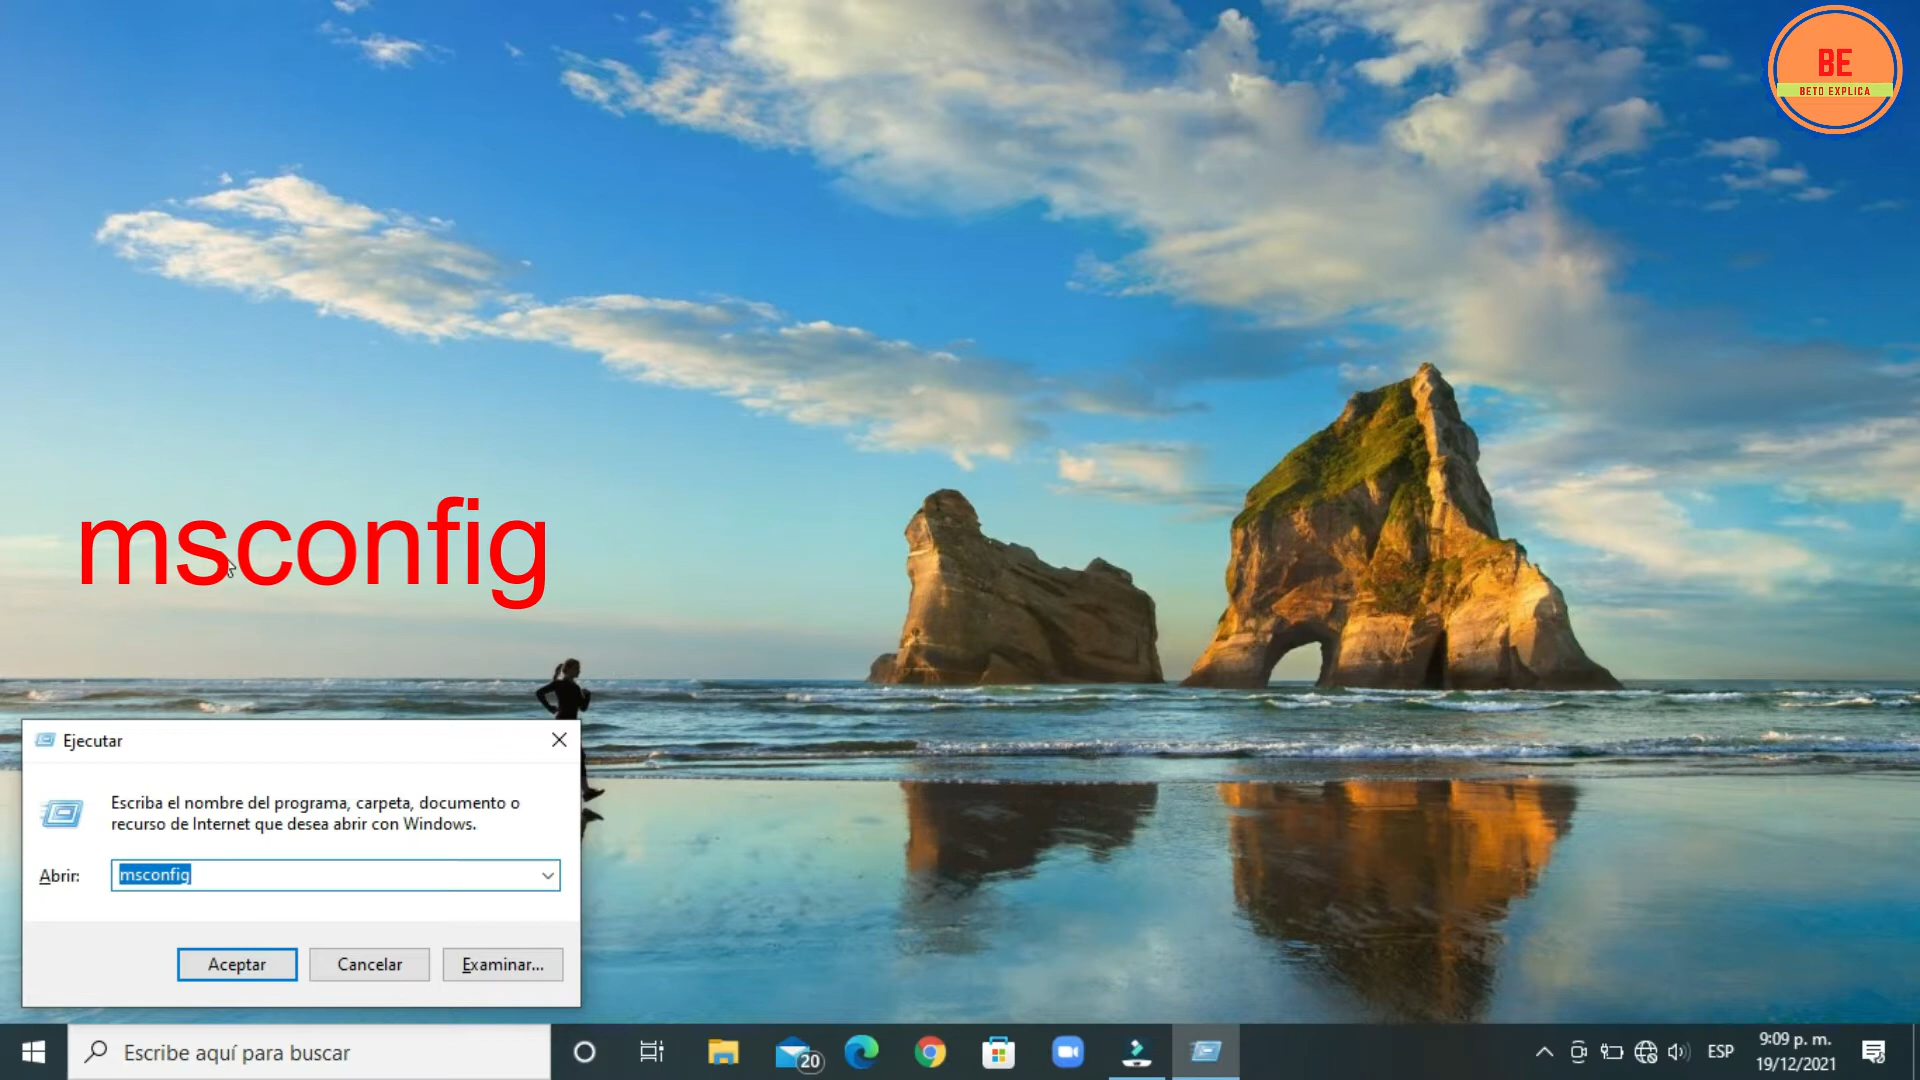 BE
BETO EXPLICA
msconfig
Ejecutar
Escriba el nombre del programa, carpeta, documento o
recurso de Internet que desea abrir con Windows.
Abrir:
msconfig
Aceptar
Cancelar
Examinar...
Escribe aquí para buscar
20
ESP
9:09 p. m.
19/12/2021